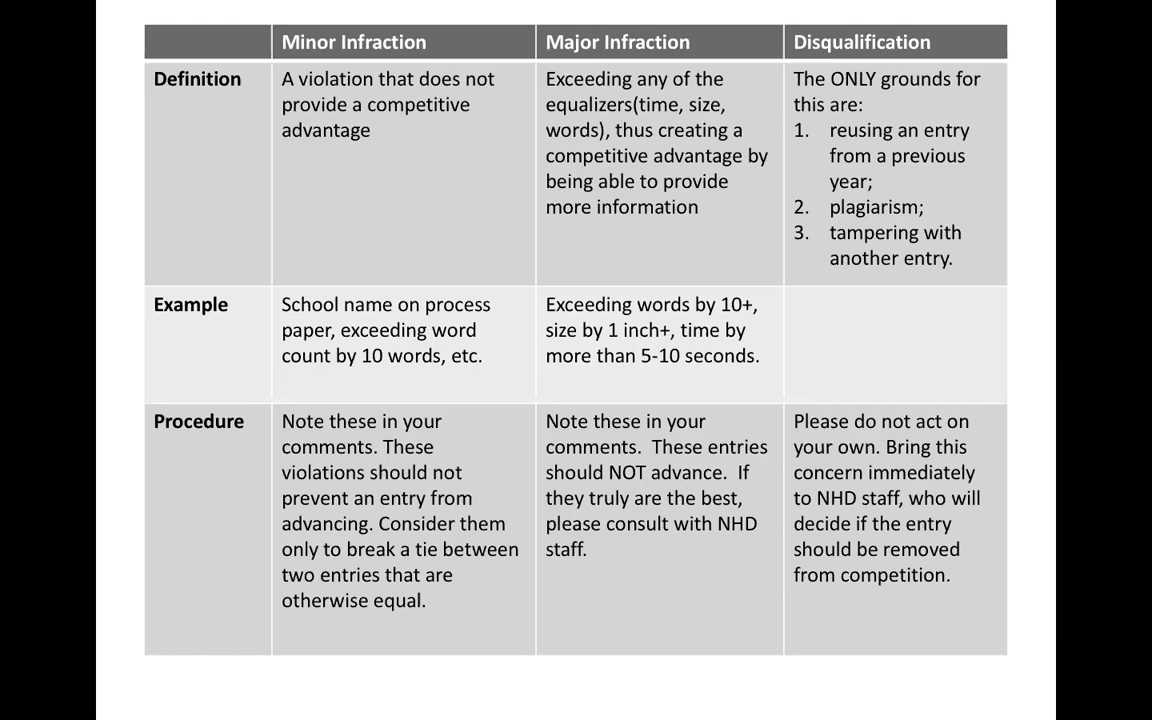 Minor Infraction
Major Infraction
Disqualification
Definition
A violation that does not
provide a competitive
advantage
Exceeding any of the
equalizers(time, size,
words), thus creating a
competitive advantage by
being able to provide
more information
The ONLY grounds for
this are:
1. reusing an entry
from a previous
year;
2. plagiarism;
3. tampering with
another entry.
Example
School name on process
paper, exceeding word
count by 10 words, etc.
Exceeding words by 10+,
size by 1 inch+, time by
more than 5-10 seconds.
Procedure
Note these in your
comments. These
violations should not
prevent an entry from
advancing. Consider them
only to break a tie between
two entries that are
otherwise equal.
Note these in your
comments.  These entries
should NOT advance.  If
they truly are the best,
please consult with NHD
staff.
Please do not act on
your own. Bring this
concern immediately
to NHD staff, who will
decide if the entry
should be removed
from competition.